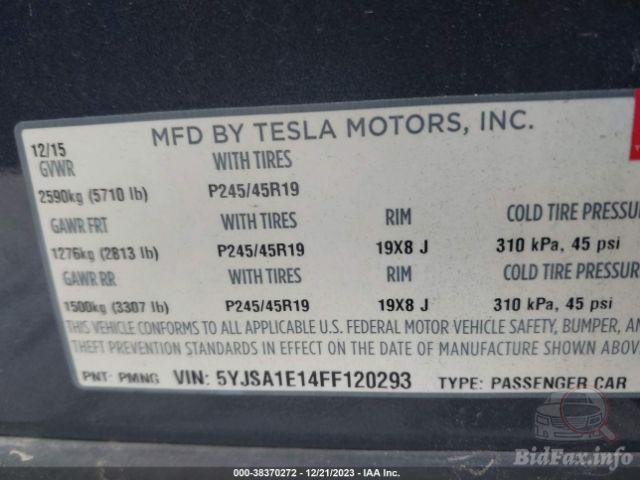 MFD BY TESLA MOTORS, INC.
12/15
GVWR WITH TIRES
2590kg (5710 lb) P245/45R19
GAWR FRT WITH TIRES RIM COLD TIRE PRESSU
1276kg (2813 lb) P245/45R19 19X8 J 310 kPa, 45 psi
GAWR RR WITH TIRES RIM COLD TIRE PRESSU
1500kg (3307 lb) P245/45R19 19X8 J 310 kPa, 45 psi
THIS VEHICLE CONFORMS TO ALL APPLICABLE U.S. FEDERAL MOTOR VEHICLE SAFETY, BUMPER, AN
THEFT PREVENTION STANDARDS IN EFFECT ON THE DATE OF MANUFACTURE SHOWN ABOVE
PNT: PMNG VIN: 5YJSA1E14FF120293 TYPE: PASSENGER CAR
BidFax.info
000-38370272 - 12/21/2023 - IAA Inc.